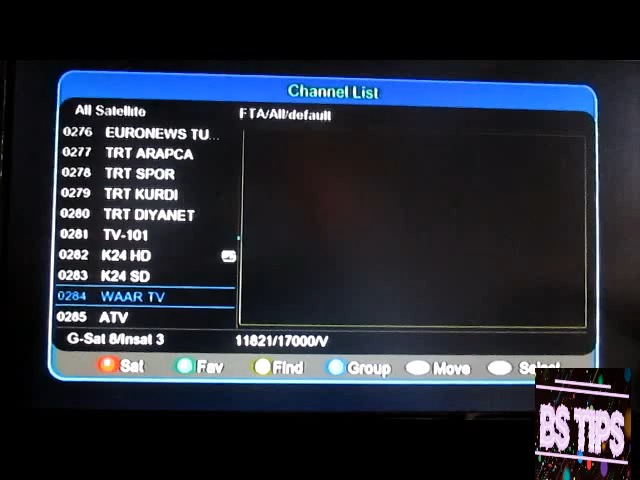 Channel List
All Satellite
FTA/All/default
0276 EURONEWS TU...
0277 TRT ARAPCA
0278 TRT SPOR
0279 TRT KURDI
0280 TRT DIYANET
0281 TV-101
0282 K24 HD
0283 K24 SD
0284 WAAR TV
0285 ATV
G-Sat 8/Insat 3
11821/17000/V
Sat Fav Find Group Move Select
BS TIPS